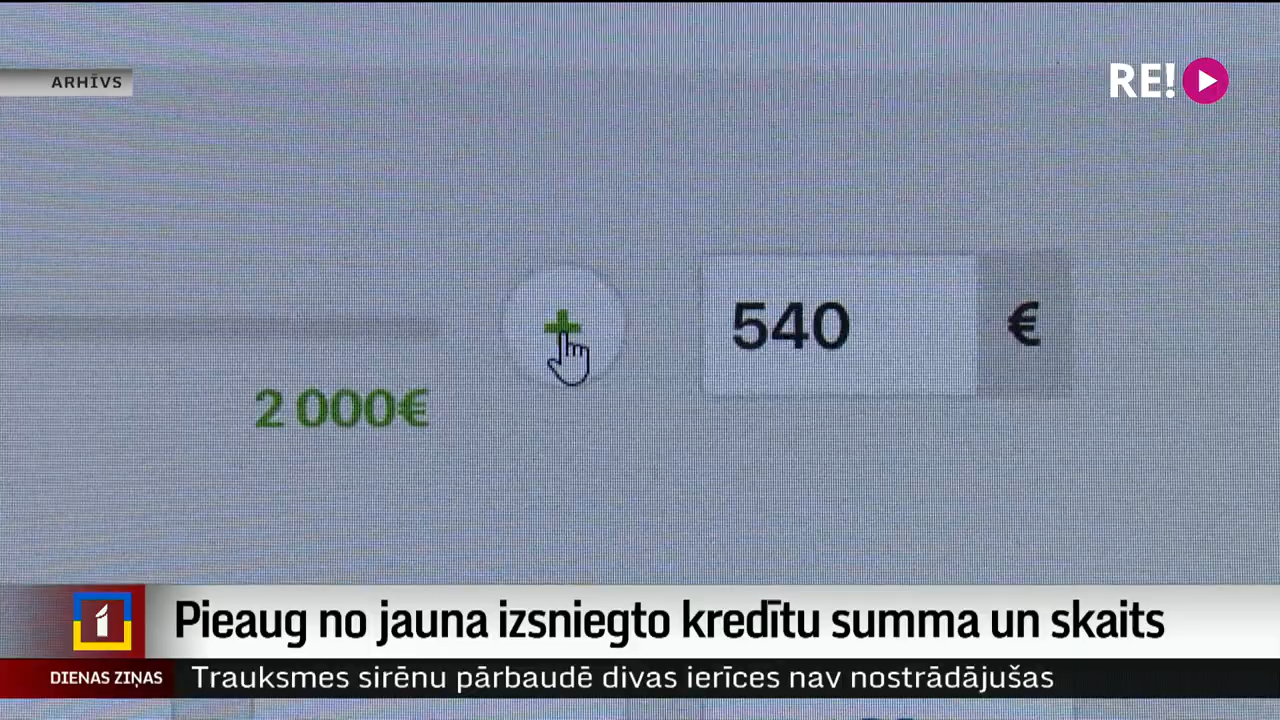 ARHĪVS
RE!
540 €
2 000€
1
Pieaug no jauna izsniegto kredītu summa un skaits
DIENAS ZIŅAS
Trauksmes sirēnu pārbaudē divas ierīces nav nostrādājušas